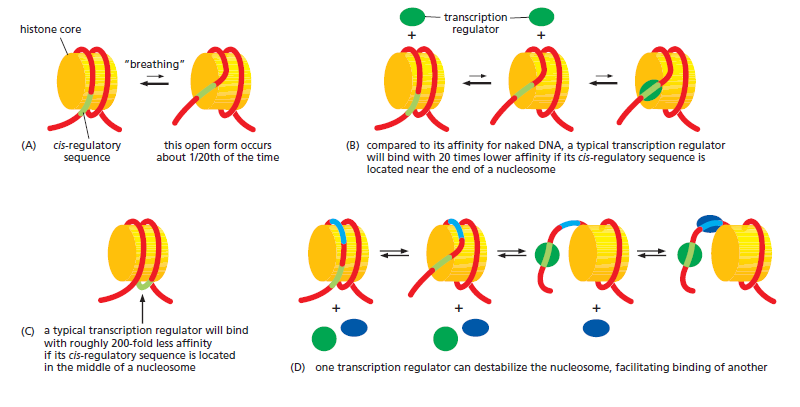 histone core
"breathing"
(A) cis-regulatory
sequence
this open form occurs
about 1/20th of the time
transcription
regulator
+
+
(B) compared to its affinity for naked DNA, a typical transcription regulator
will bind with 20 times lower affinity if its cis-regulatory sequence is
located near the end of a nucleosome
(C) a typical transcription regulator will bind
with roughly 200-fold less affinity
if its cis-regulatory sequence is located
in the middle of a nucleosome
+
+
+
(D) one transcription regulator can destabilize the nucleosome, facilitating binding of another